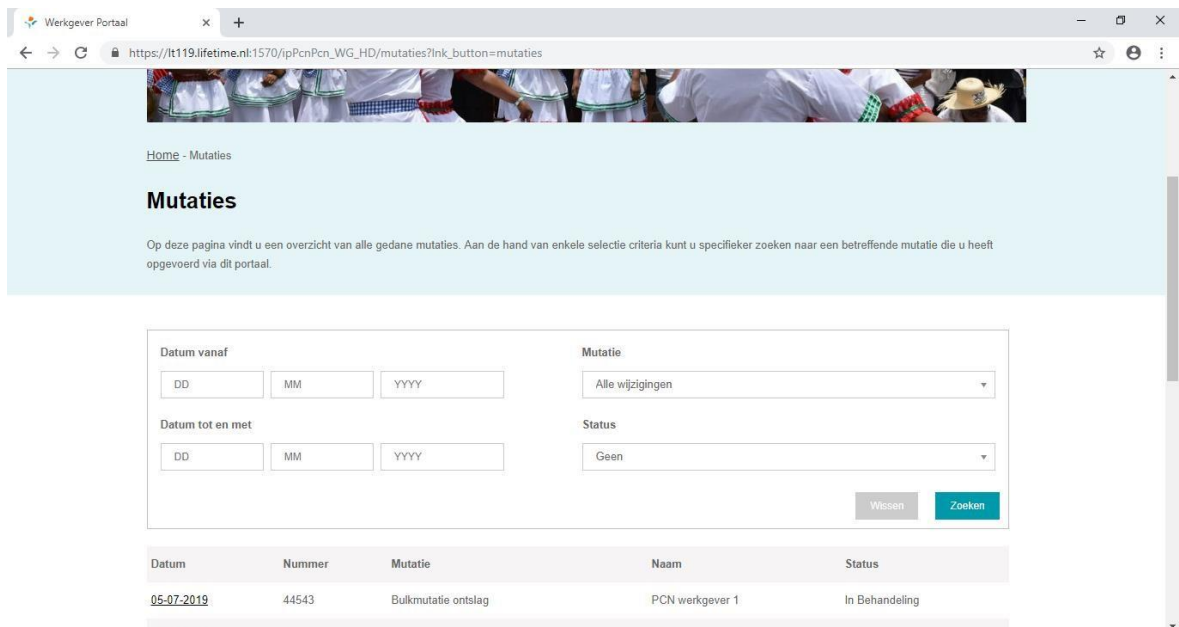 Werkgever Portaal
https://lt119.lifetime.nl:1570/ipPcnPcn_WG_HD/mutaties?lnk_button=mutaties
Home - Mutaties
Mutaties
Op deze pagina vindt u een overzicht van alle gedane mutaties. Aan de hand van enkele selectie criteria kunt u specifieker zoeken naar een betreffende mutatie die u heeft
opgevoerd via dit portaal.
Datum vanaf Mutatie
DD MM YYYY Alle wijzigingen
Datum tot en met Status
DD MM YYYY Geen
Wissen Zoeken
Datum Nummer Mutatie Naam Status
05-07-2019 44543 Bulkmutatie ontslag PCN werkgever 1 In Behandeling